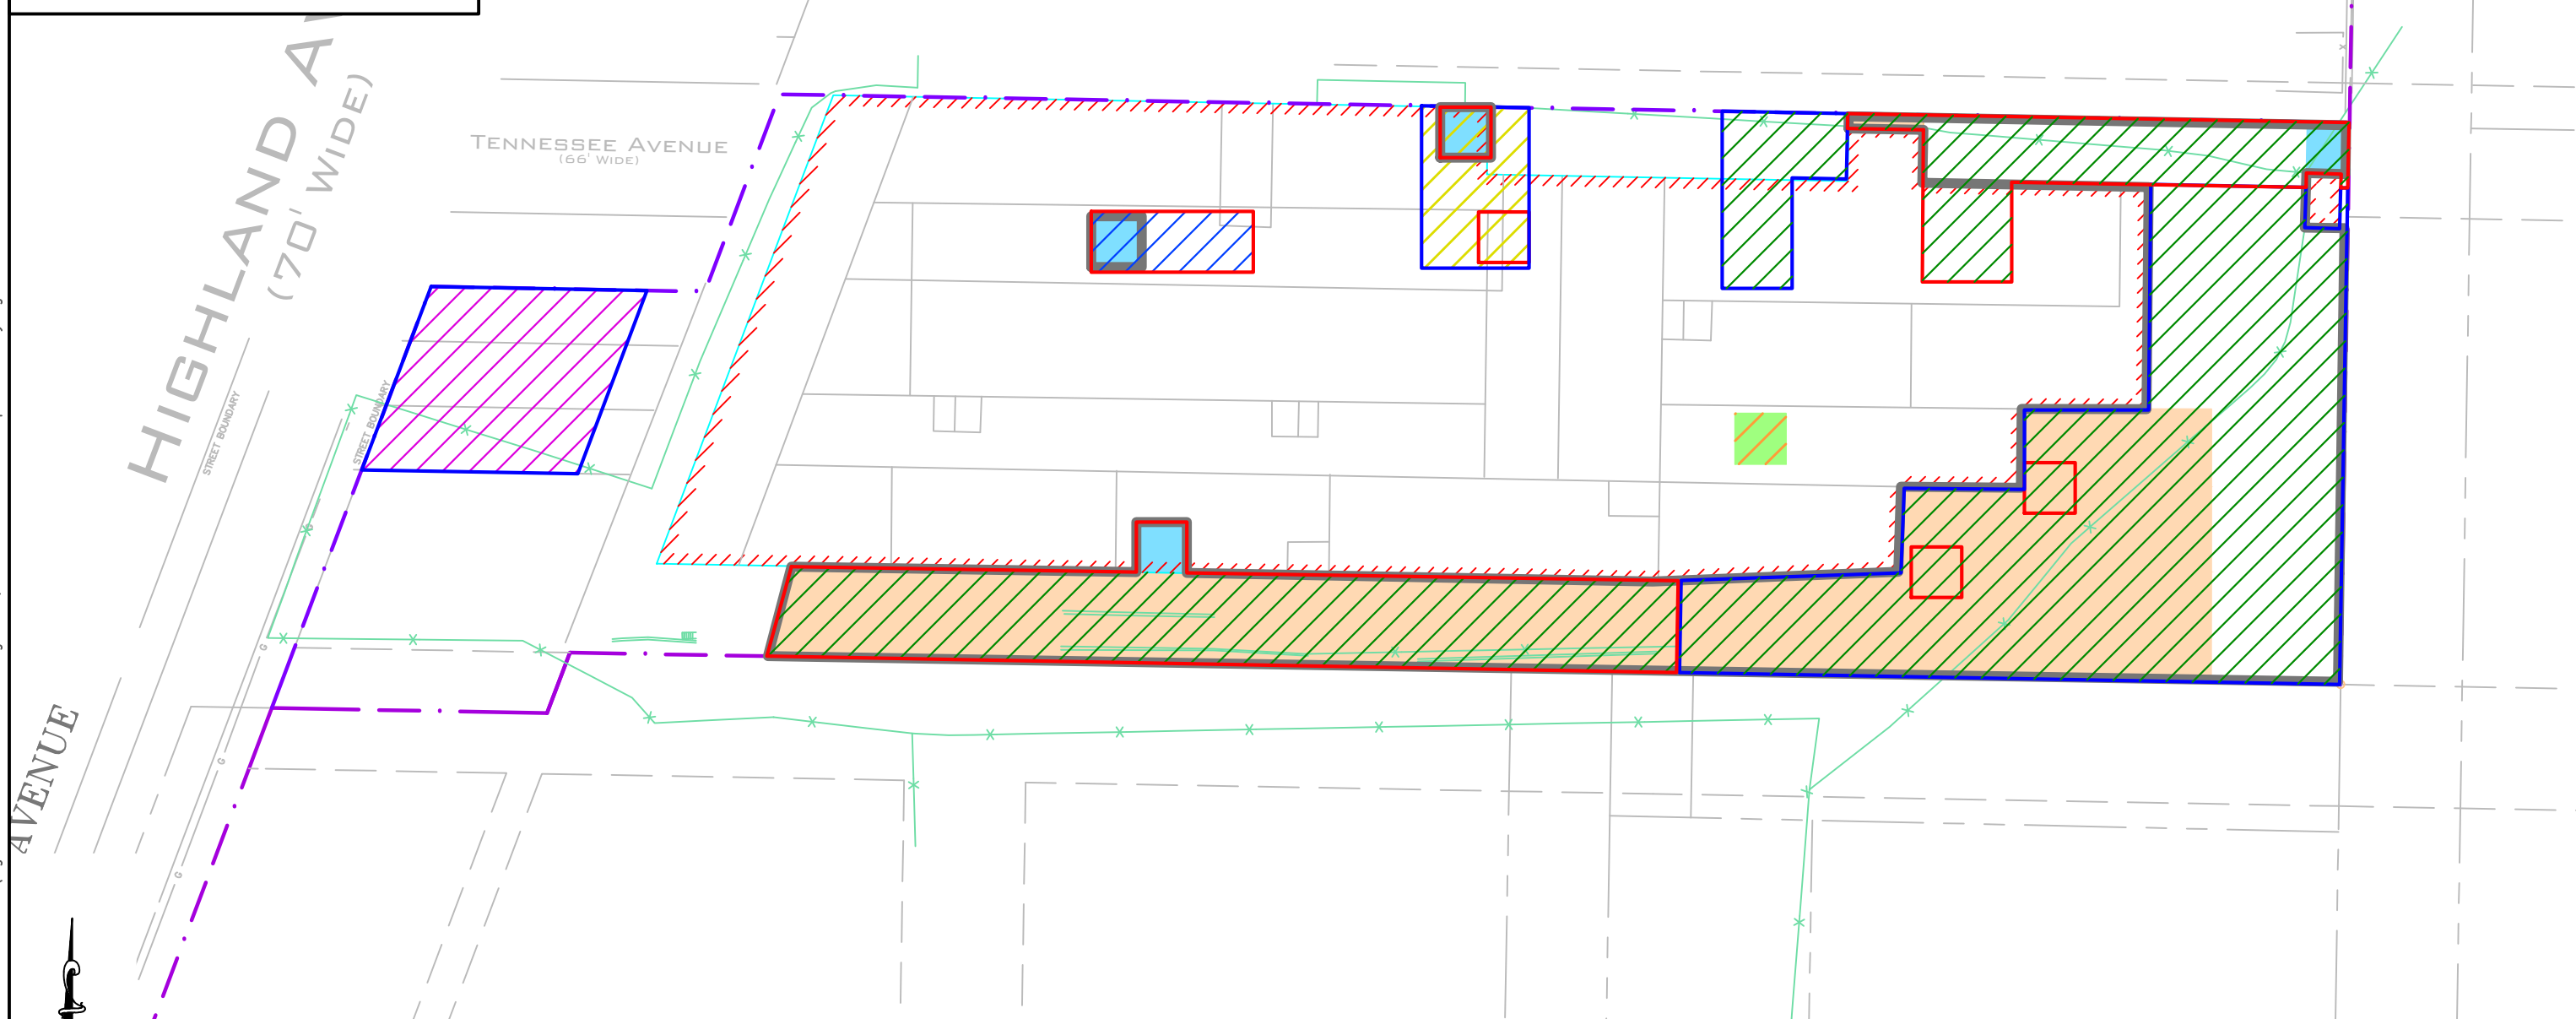 HIGHLAND AV
(70' WIDE)
TENNESSEE AVENUE
(66' WIDE)
STREET BOUNDARY
STREET BOUNDARY
AVENUE
G
G
G
G